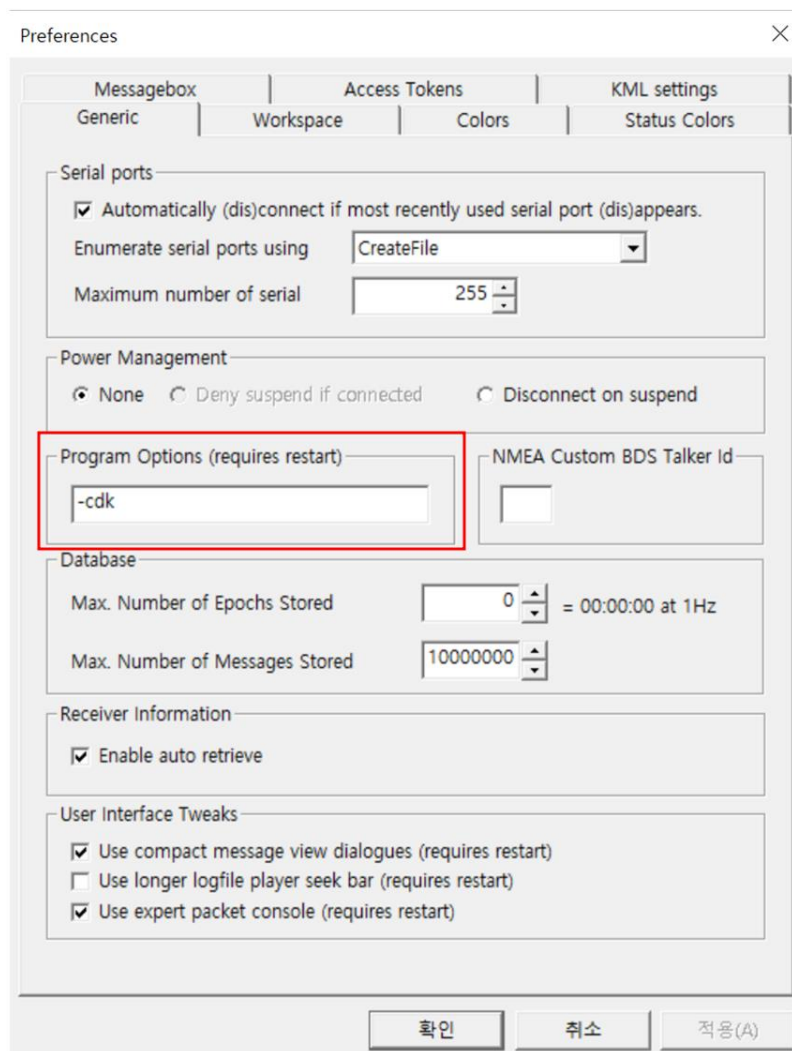 Preferences
Messagebox Access Tokens KML settings
Generic Workspace Colors Status Colors
Serial ports
Automatically (dis)connect if most recently used serial port (dis)appears.
Enumerate serial ports using CreateFile
Maximum number of serial 255
Power Management
None Deny suspend if connected Disconnect on suspend
Program Options (requires restart) NMEA Custom BDS Talker Id
-cdk
Database
Max. Number of Epochs Stored 0 = 00:00:00 at 1Hz
Max. Number of Messages Stored 10000000
Receiver Information
Enable auto retrieve
User Interface Tweaks
Use compact message view dialogues (requires restart)
Use longer logfile player seek bar (requires restart)
Use expert packet console (requires restart)
확인 취소 적용(A)